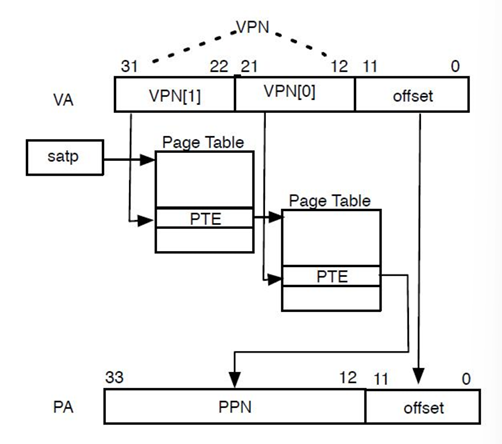 VPN
31 22 21 12 11 0
VA VPN[1] VPN[0] offset
satp
Page Table
PTE
Page Table
PTE
33 12 11 0
PA PPN offset